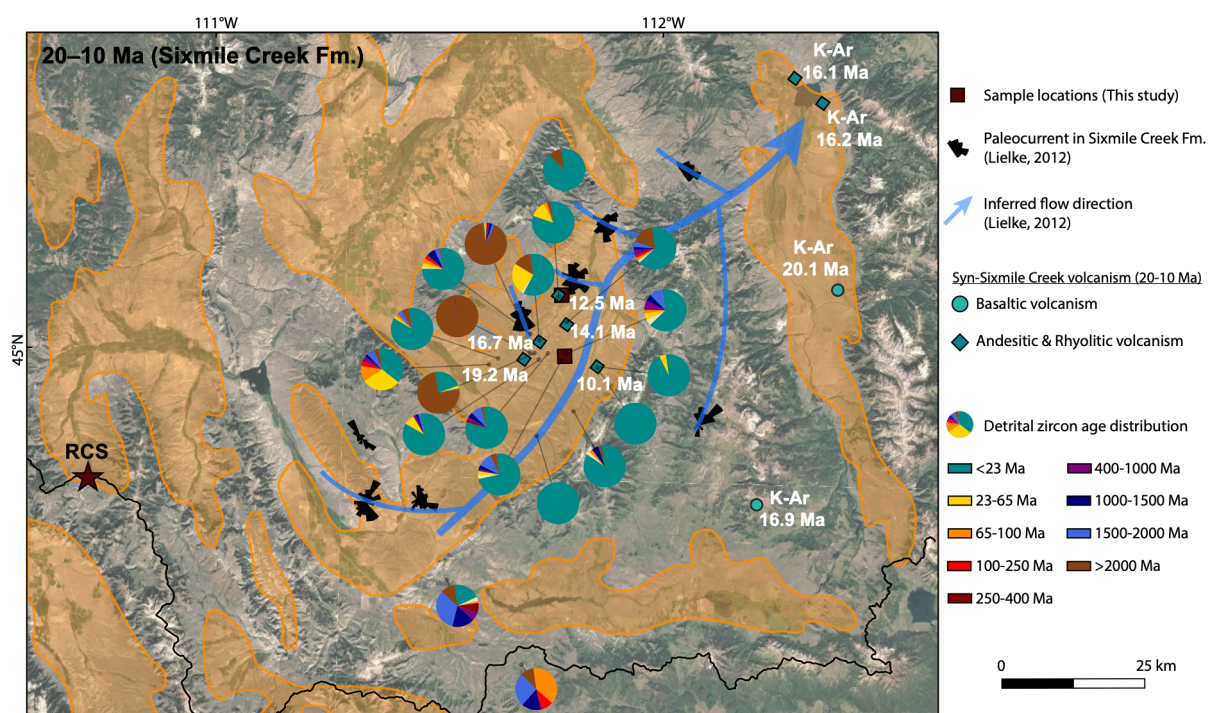 111°W
112°W
20–10 Ma (Sixmile Creek Fm.)
K-Ar
16.1 Ma
K-Ar
16.2 Ma
K-Ar
20.1 Ma
12.5 Ma
14.1 Ma
16.7 Ma
19.2 Ma
10.1 Ma
45°N
RCS
K-Ar
16.9 Ma
Sample locations (This study)
Paleocurrent in Sixmile Creek Fm.
(Lielke, 2012)
Inferred flow direction
(Lielke, 2012)
Syn-Sixmile Creek volcanism (20-10 Ma)
Basaltic volcanism
Andesitic & Rhyolitic volcanism
Detrital zircon age distribution
<23 Ma
400-1000 Ma
23-65 Ma
1000-1500 Ma
65-100 Ma
1500-2000 Ma
100-250 Ma
>2000 Ma
250-400 Ma
0
25 km